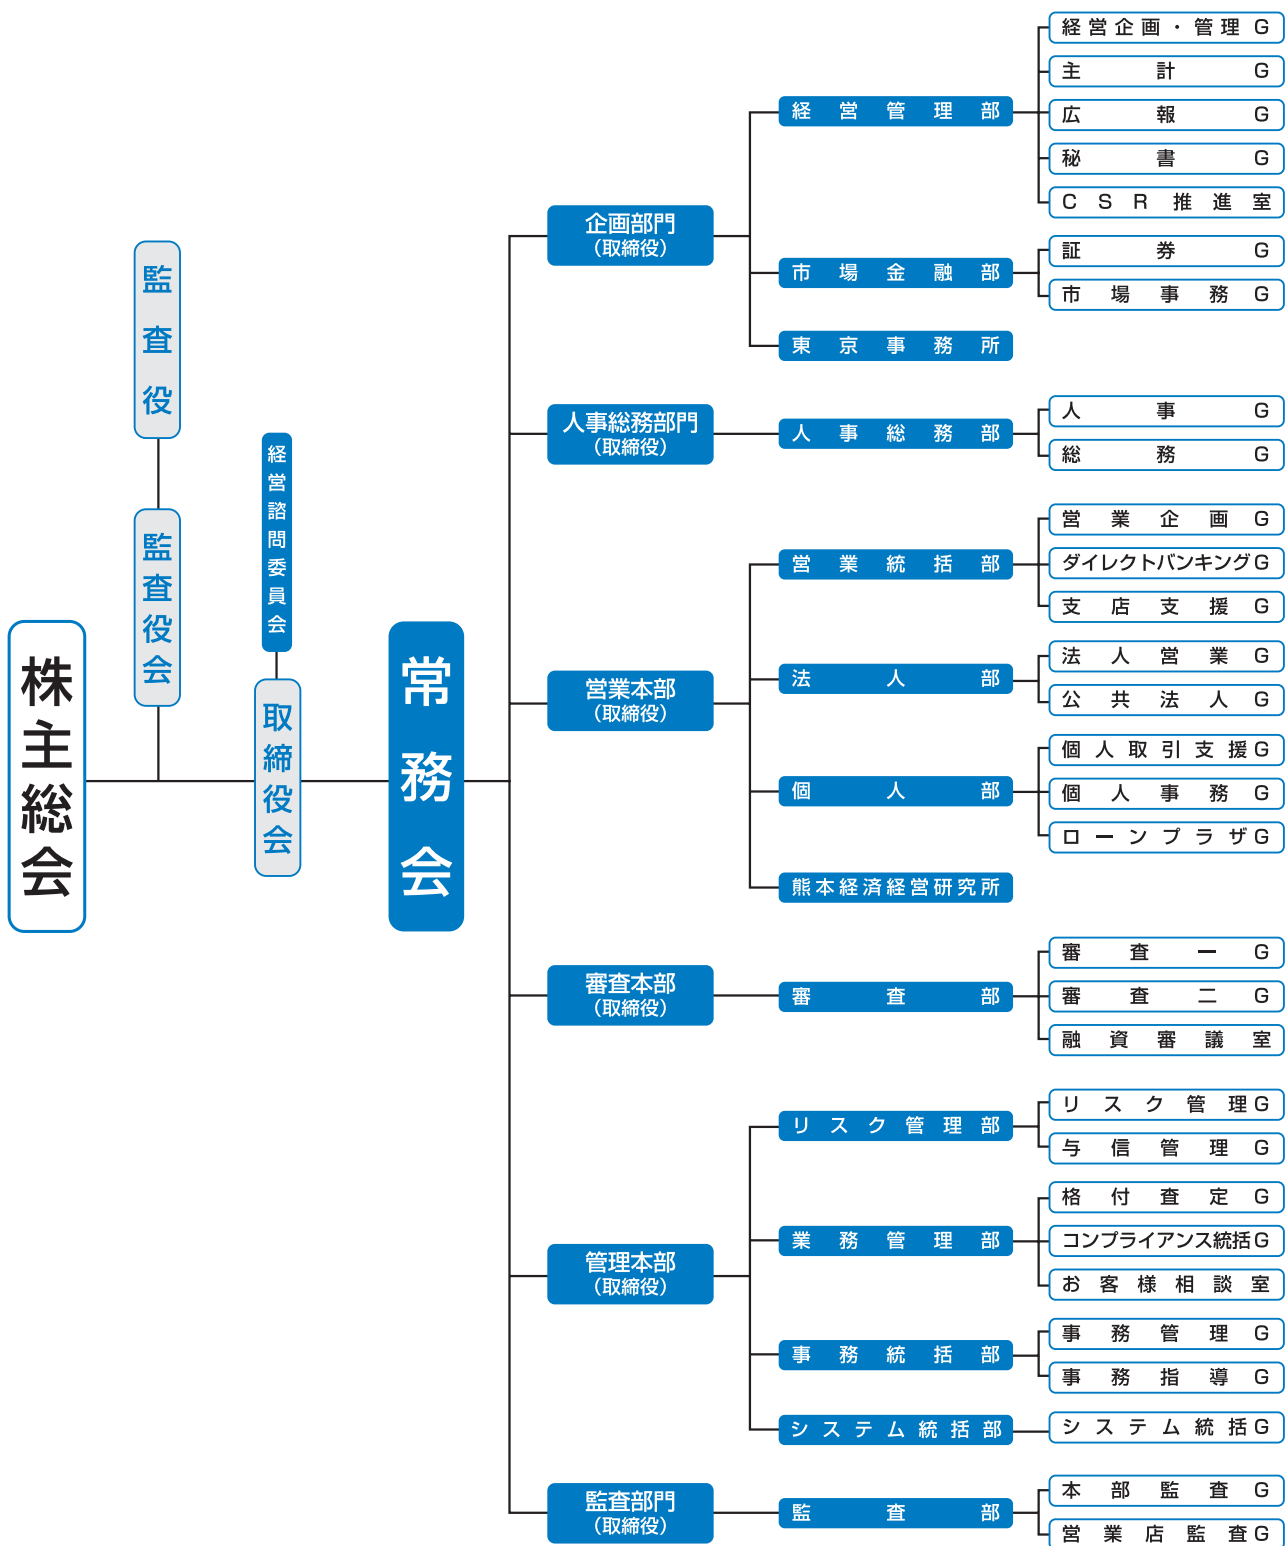 株主総会
監査役
監査役会
経営諮問委員会
取締役会
常務会
企画部門
（取締役）
経営管理部
経営企画・管理G
主計G
広報G
秘書G
CSR推進室
市場金融部
証券G
市場事務G
東京事務所
人事総務部門
（取締役）
人事総務部
人事G
総務G
営業本部
（取締役）
営業統括部
営業企画G
ダイレクトバンキングG
支店支援G
法人部
法人営業G
公共法人G
個人部
個人取引支援G
個人事務G
ローンプラザG
熊本経済経営研究所
審査本部
（取締役）
審査部
審査一G
審査二G
融資審議室
管理本部
（取締役）
リスク管理部
リスク管理G
与信管理G
業務管理部
格付査定G
コンプライアンス統括G
お客様相談室
事務統括部
事務管理G
事務指導G
システム統括部
システム統括G
監査部門
（取締役）
監査部
本部監査G
営業店監査G